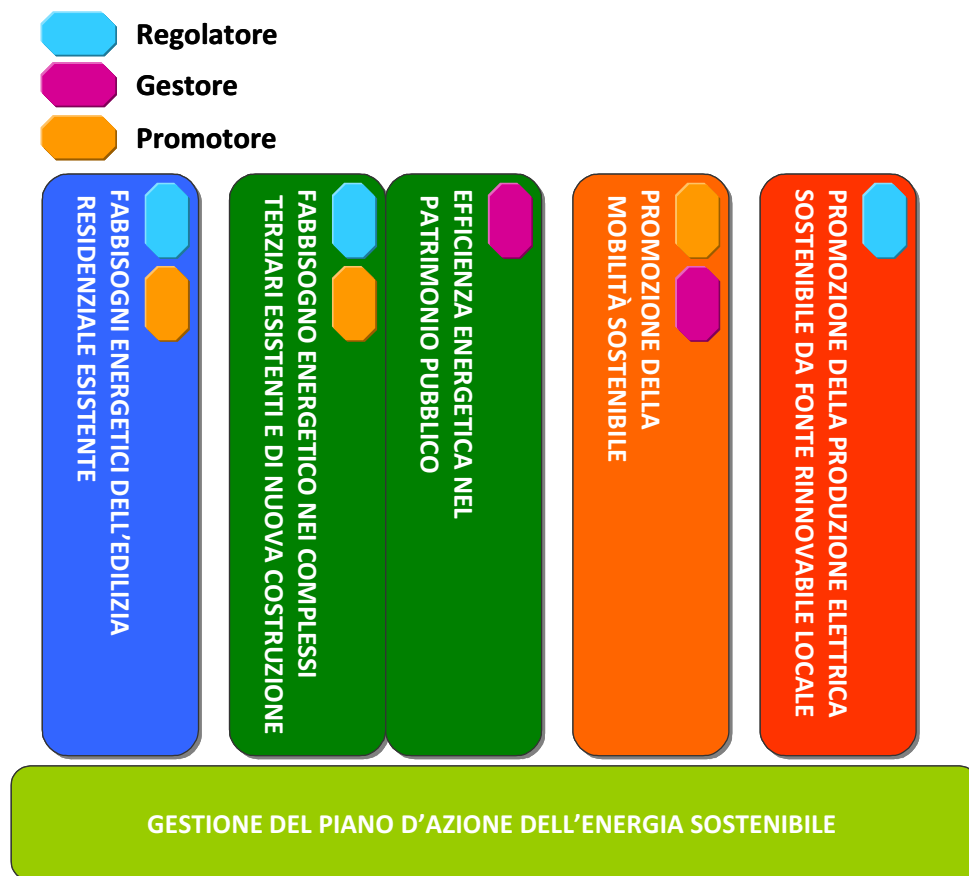 Regolatore
Gestore
Promotore
FABBISOGNI ENERGETICI DELL’EDILIZIA
RESIDENZIALE ESISTENTE
FABBISOGNO ENERGETICO NEI COMPLESSI
TERZIARI ESISTENTI E DI NUOVA COSTRUZIONE
EFFICIENZA ENERGETICA NEL
PATRIMONIO PUBBLICO
PROMOZIONE DELLA
MOBILITÀ SOSTENIBILE
PROMOZIONE DELLA PRODUZIONE ELETTRICA
SOSTENIBILE DA FONTE RINNOVABILE LOCALE
GESTIONE DEL PIANO D’AZIONE DELL’ENERGIA SOSTENIBILE